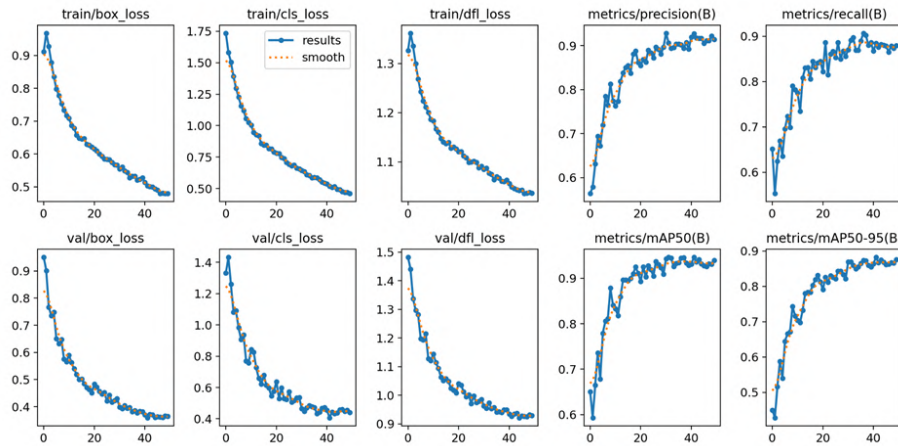 train/box_loss
train/cls_loss
train/dfl_loss
metrics/precision(B)
metrics/recall(B)
0.9
0.8
0.7
0.6
0.5
0 20 40
1.75
1.50
1.25
1.00
0.75
0.50
0 20 40
results
smooth
1.3
1.2
1.1
0 20 40
0.9
0.8
0.7
0.6
0 20 40
0.9
0.8
0.7
0.6
0 20 40
val/box_loss
val/cls_loss
val/dfl_loss
metrics/mAP50(B)
metrics/mAP50-95(B
0.9
0.8
0.7
0.6
0.5
0.4
0 20 40
1.4
1.2
1.0
0.8
0.6
0.4
0 20 40
1.5
1.4
1.3
1.2
1.1
1.0
0.9
0 20 40
0.9
0.8
0.7
0.6
0 20 40
0.8
0.7
0.6
0.5
0 20 40